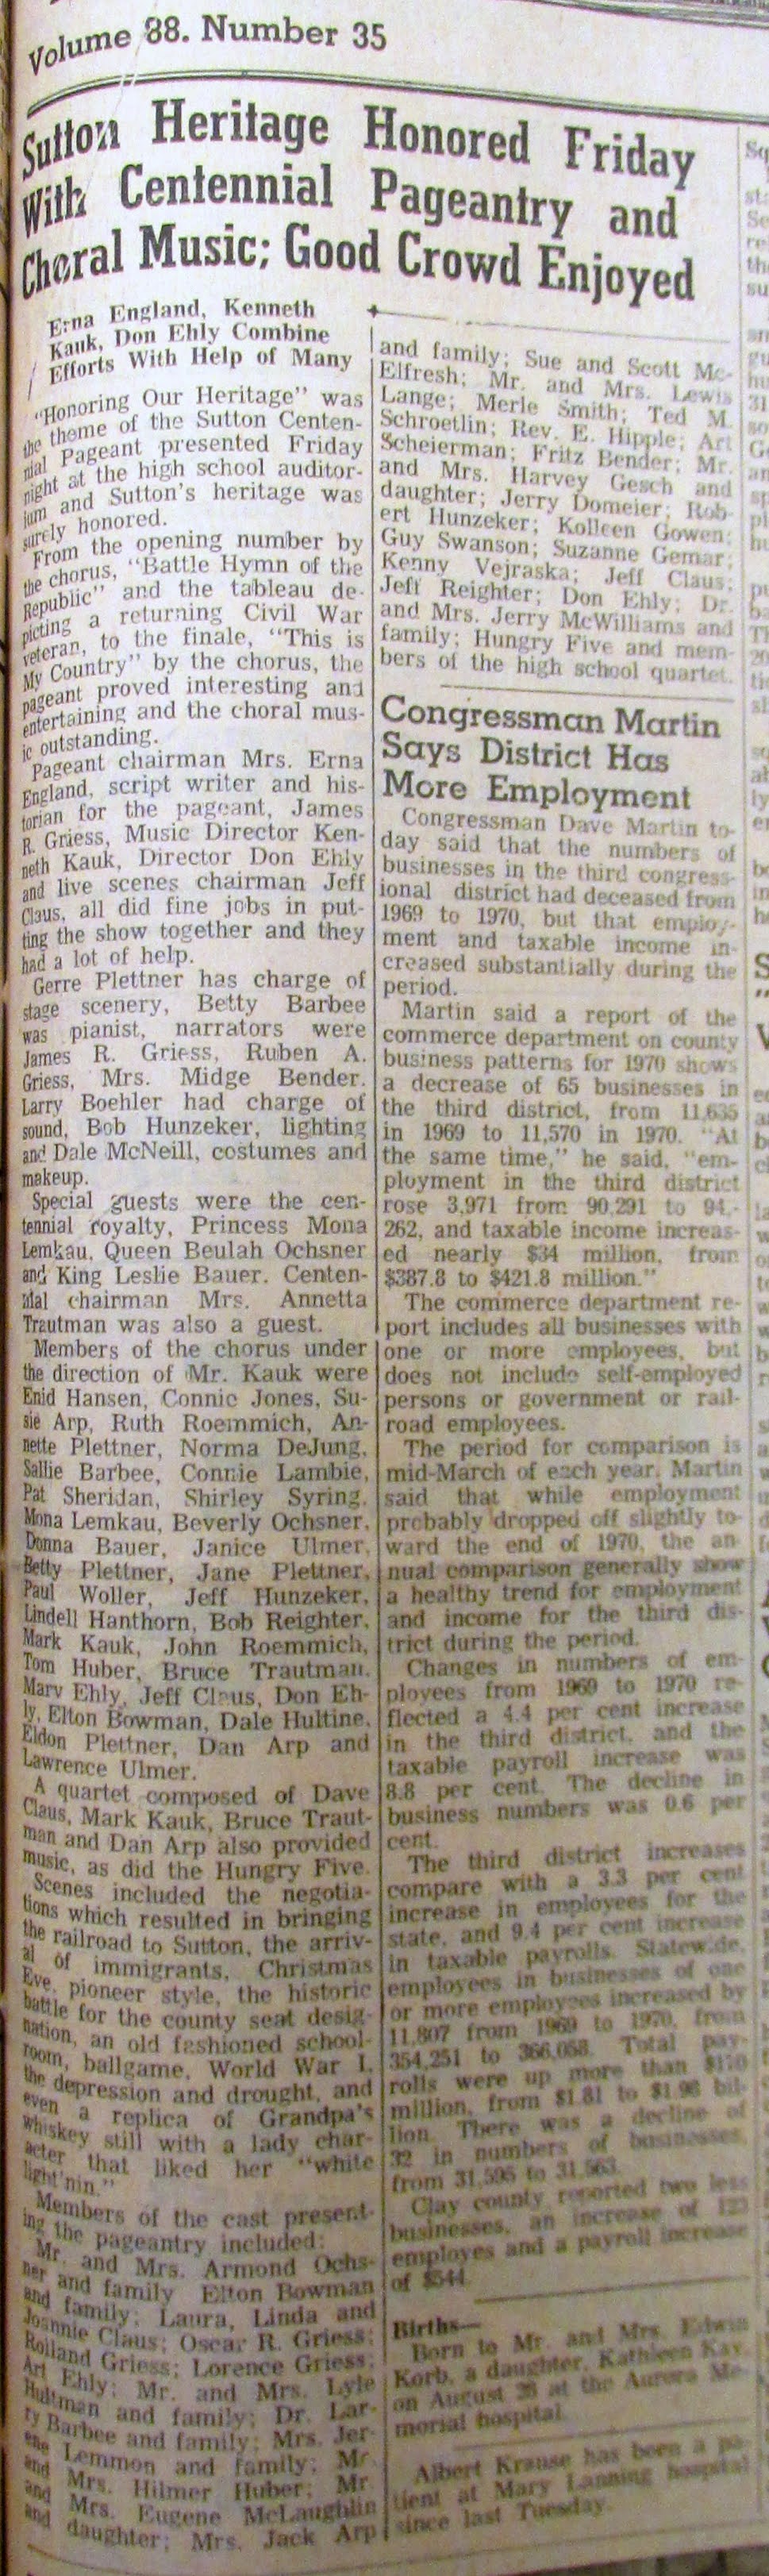 Volume 88. Number 35
Sutton Heritage Honored Friday
With Centennial Pageantry and
Choral Music; Good Crowd Enjoyed
Erna England, Kenneth
Kauk, Don Ehly Combine
Efforts With Help of Many
"Honoring Our Heritage" was
the theme of the Sutton Centen-
nial Pageant presented Friday
night at the high school auditor-
ium and Sutton's heritage was
surely honored.
From the opening number by
the chorus, "Battle Hymn of the
Republic" and the tableau de-
picting a returning Civil War
veteran, to the finale, "This is
My Country" by the chorus, the
pageant proved interesting and
entertaining and the choral mus-
ic outstanding.
Pageant chairman Mrs. Erna
England, script writer and his-
torian for the pageant, James
R. Griess, Music Director Ken-
neth Kauk, Director Don Ehly
and live scenes chairman Jeff
Claus, all did fine jobs in put-
ting the show together and they
had a lot of help.
Gerre Plettner has charge of
stage scenery, Betty Barbee
was pianist, narrators were
James R. Griess, Ruben A.
Griess, Mrs. Midge Bender.
Larry Boehler had charge of
sound, Bob Hunzeker, lighting
and Dale McNeill, costumes and
makeup.
Special guests were the cen-
tennial royalty, Princess Mona
Lemkau, Queen Beulah Ochsner
and King Leslie Bauer. Centen-
nial chairman Mrs. Annetta
Trautman was also a guest.
Members of the chorus under
the direction of Mr. Kauk were
Enid Hansen, Connie Jones, Su-
sie Arp, Ruth Roemmich, An-
nette Plettner, Norma DeJung,
Sallie Barbee, Connie Lambie,
Pat Sheridan, Shirley Syring,
Mona Lemkau, Beverly Ochsner,
Donna Bauer, Janice Ulmer,
Betty Plettner, Jane Plettner,
Paul Woller, Jeff Hunzeker,
Lindell Hanthorn, Bob Reighter,
Mark Kauk, John Roemmich,
Tom Huber, Bruce Trautman,
Marv Ehly, Jeff Claus, Don Eh-
ly, Elton Bowman, Dale Hultine,
Eldon Plettner, Dan Arp and
Lawrence Ulmer.
A quartet composed of Dave
Claus, Mark Kauk, Bruce Traut-
man and Dan Arp also provided
music, as did the Hungry Five.
Scenes included the negotia-
tions which resulted in bringing
the railroad to Sutton, the arriv-
al of immigrants, Christmas
Eve, pioneer style, the historic
battle for the county seat desig-
nation, an old fashioned school-
room, ballgame, World War I,
the depression and drought, and
even a replica of Grandpa's
whiskey still with a lady char-
acter that liked her "white
light'nin."
Members of the cast present-
ing the pageantry included:
Mr. and Mrs. Armond Ochs-
ner and family Elton Bowman
and family; Laura, Linda and
Joannie Claus; Oscar R. Griess;
Rolland Griess; Lorence Griess;
Art Ehly; Mr. and Mrs. Lyle
Hultman and family; Dr. Lar-
ry Barbee and family; Mrs. Jer-
ene Lemmon and family; Mr.
and Mrs. Hilmer Huber; Mr.
and Mrs. Eugene McLaughlin
and daughter; Mrs. Jack Arp
and family; Sue and Scott Mc-
Elfresh; Mr. and Mrs. Lewis
Lange; Merle Smith; Ted M.
Schroetlin; Rev. E. Hipple; Art
Scheierman; Fritz Bender; Mr.
and Mrs. Harvey Gesch and
daughter; Jerry Domeier; Rob-
ert Hunzeker; Kolleen Gowen;
Guy Swanson; Suzanne Gemar;
Kenny Vejraska; Jeff Claus;
Jeff Reighter; Don Ehly; Dr.
and Mrs. Jerry McWilliams and
family; Hungry Five and mem-
bers of the high school quartet.
Congressman Martin
Says District Has
More Employment
Congressman Dave Martin to-
day said that the numbers of
businesses in the third congress-
ional district had deceased from
1969 to 1970, but that employ-
ment and taxable income in-
creased substantially during the
period.
Martin said a report of the
commerce department on county
business patterns for 1970 shows
a decrease of 65 businesses in
the third district, from 11,635
in 1969 to 11,570 in 1970. "At
the same time," he said, "em-
ployment in the third district
rose 3,971 from 90,291 to 94,-
262, and taxable income increas-
ed nearly $34 million, from
$387.8 to $421.8 million."
The commerce department re-
port includes all businesses with
one or more employees, but
does not include self-employed
persons or government or rail-
road employees.
The period for comparison is
mid-March of each year. Martin
said that while employment
probably dropped off slightly to-
ward the end of 1970, the an-
nual comparison generally show
a healthy trend for employment
and income for the third dis-
trict during the period.
Changes in numbers of em-
ployees from 1969 to 1970 re-
flected a 4.4 per cent increase
in the third district, and the
taxable payroll increase was
8.8 per cent. The decline in
business numbers was 0.6 per
cent.
The third district increases
compare with a 3.3 per cent
increase in employees for the
state, and 9.4 per cent increase
in taxable payrolls. Statewide,
employees in businesses of one
or more employees increased by
11,807 from 1969 to 1970, from
354,251 to 366,058. Total pay-
rolls were up more than $170
million, from $1.81 to $1.98 bil-
lion. There was a decline of
32 in numbers of businesses,
from 31,595 to 31,563.
Clay county reported two less
businesses, an increase of 123
employes and a payroll increase
of $544
Births—
Born to Mr. and Mrs. Edwin
Korb, a daughter, Kathleen Kay,
on August 26 at the Aurora Me-
morial hospital.
Albert Krause has been a pa-
tient at Mary Lanning hospital
since last Tuesday.